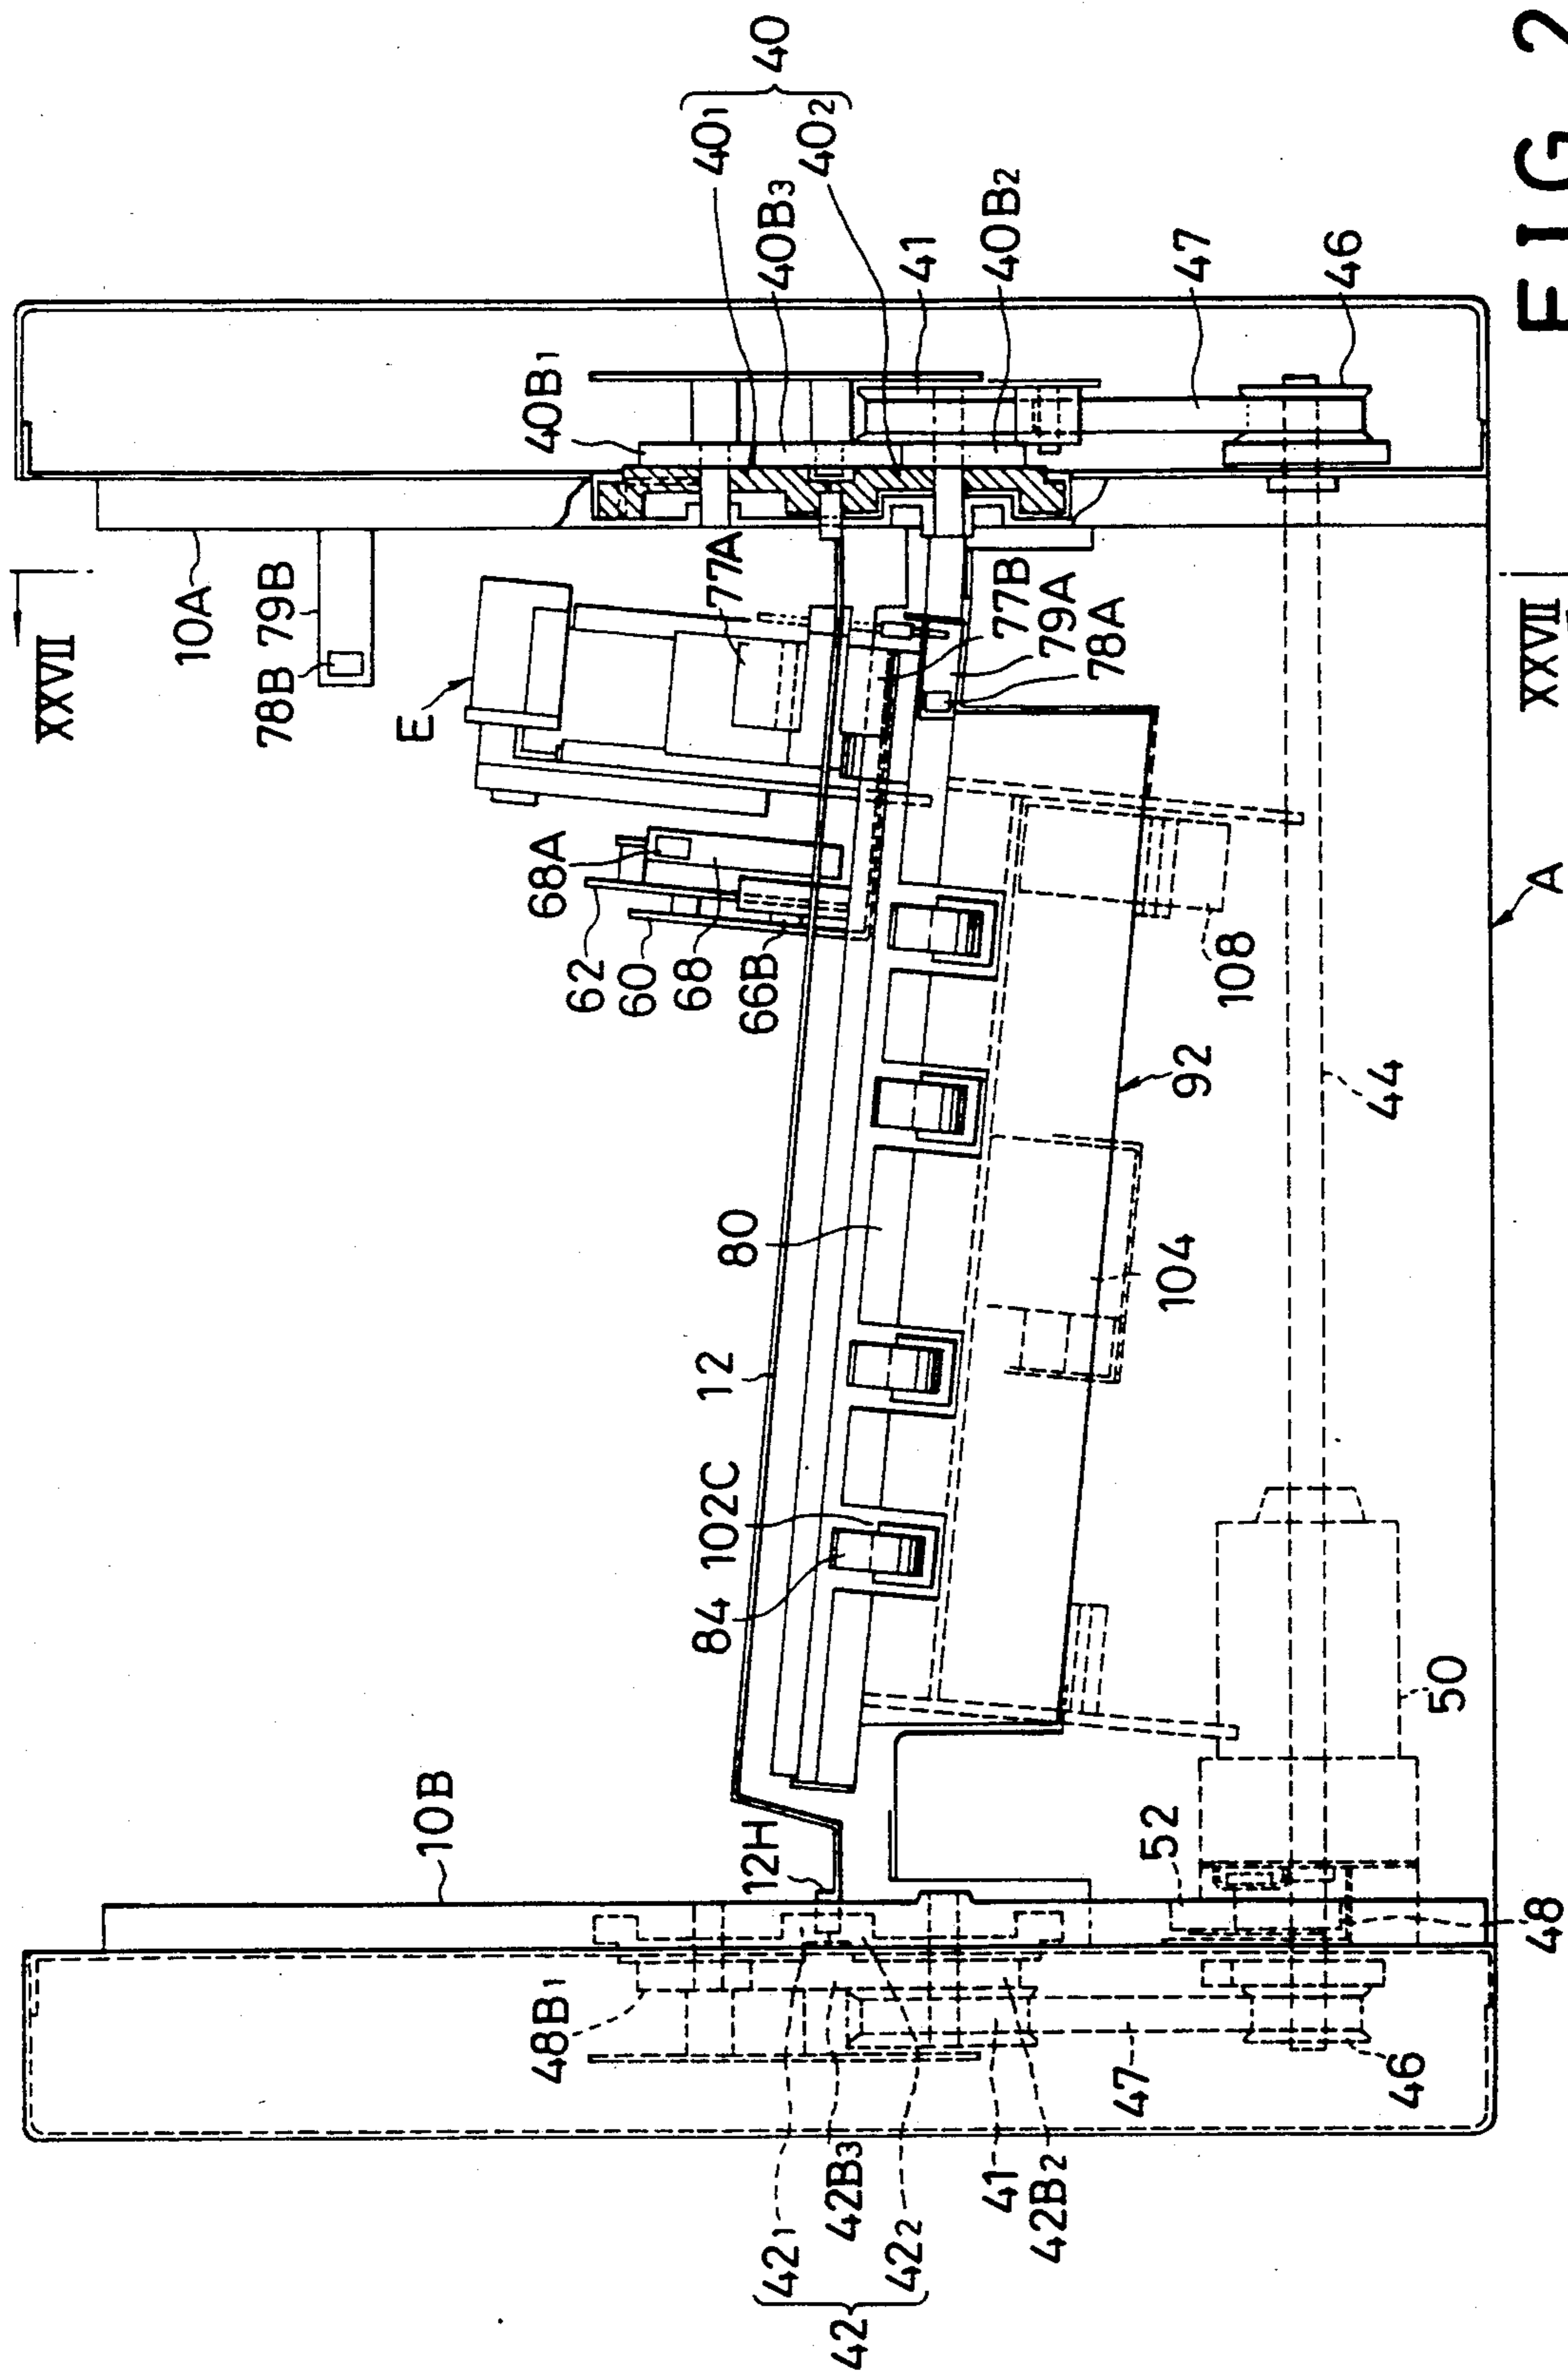 FIG 2
40
40₁
40₂
40B₁
40B₃
41
40B₂
47
46
XXVII
XXVII
10A
79B
78B
E
77A
77B
79A
78A
68A
62
60
68
66B
108
A
92
44
80
104
12
102C
84
50
10B
12H
52
48
48B₁
42₁
42B₃
42₂
42
41
42B₂
47
46